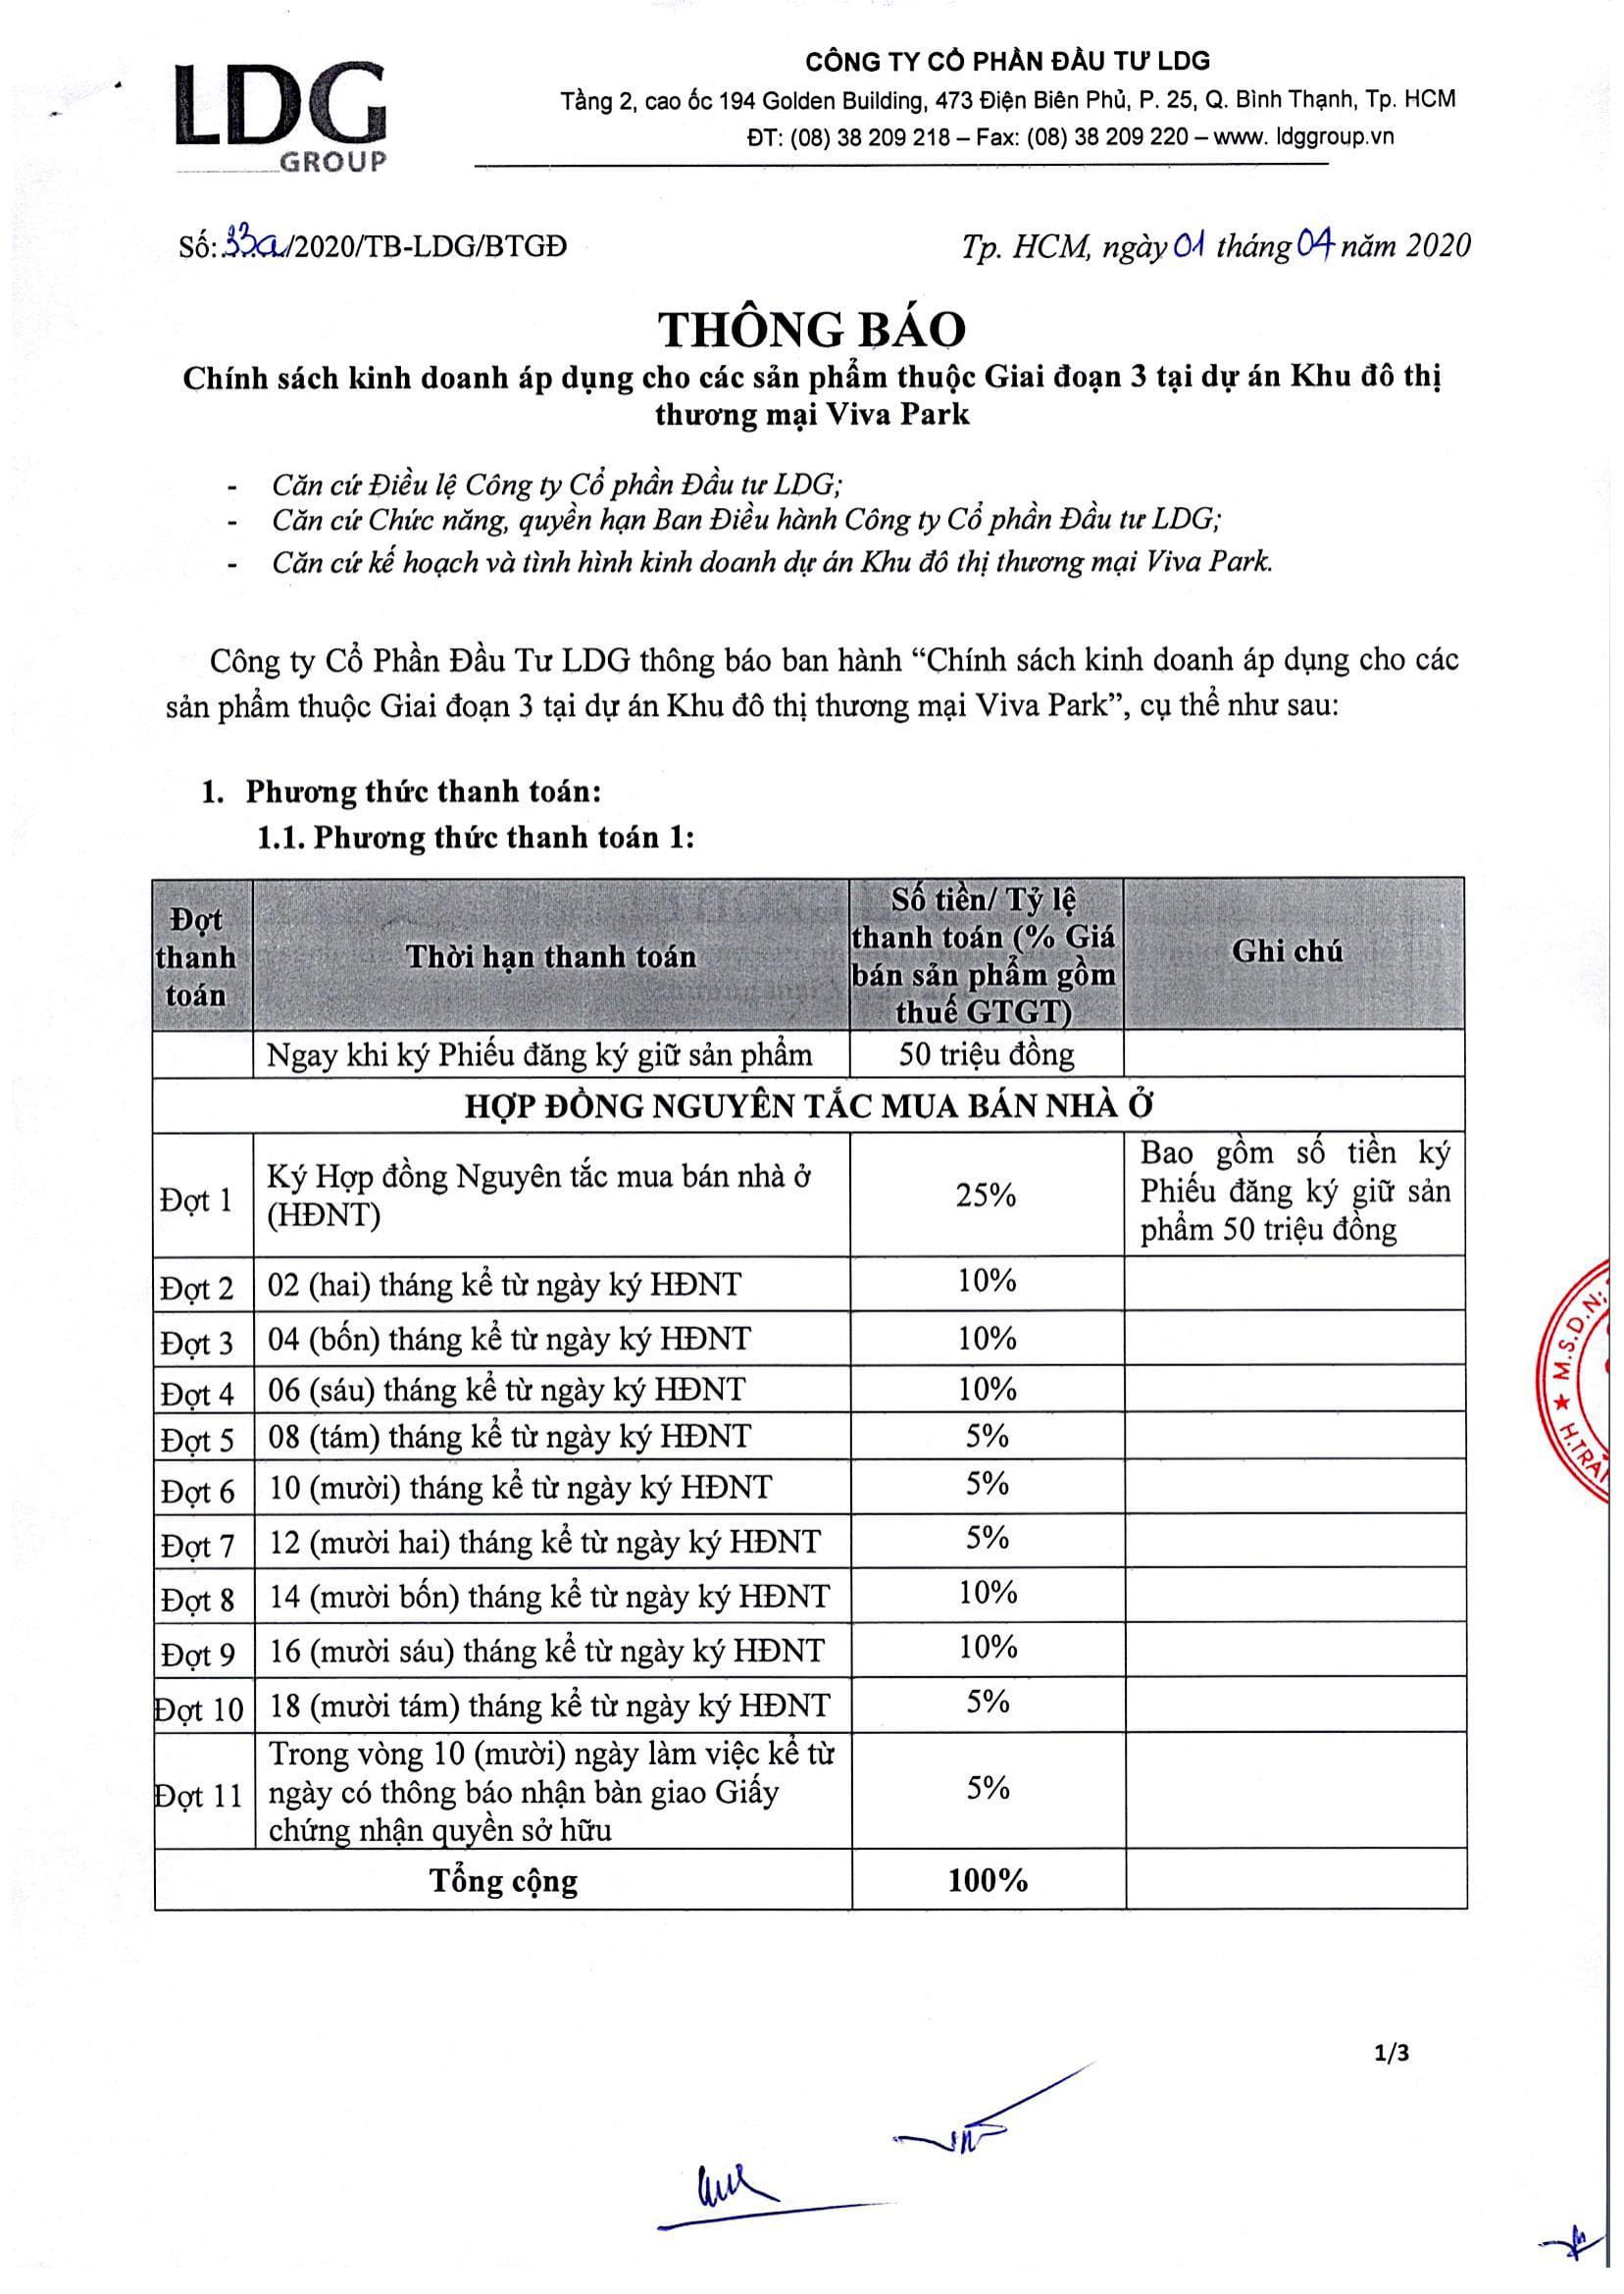 LDG
GROUP
CÔNG TY CỔ PHẦN ĐẦU TƯ LDG
Tầng 2, cao ốc 194 Golden Building, 473 Điện Biên Phủ, P. 25, Q. Bình Thạnh, Tp. HCM
ĐT: (08) 38 209 218 – Fax: (08) 38 209 220 – www. ldggroup.vn
Số: 33a/2020/TB-LDG/BTGĐ
Tp. HCM, ngày 01 tháng 04 năm 2020
THÔNG BÁO
Chính sách kinh doanh áp dụng cho các sản phẩm thuộc Giai đoạn 3 tại dự án Khu đô thị
thương mại Viva Park
- Căn cứ Điều lệ Công ty Cổ phần Đầu tư LDG;
- Căn cứ Chức năng, quyền hạn Ban Điều hành Công ty Cổ phần Đầu tư LDG;
- Căn cứ kế hoạch và tình hình kinh doanh dự án Khu đô thị thương mại Viva Park.
Công ty Cổ Phần Đầu Tư LDG thông báo ban hành “Chính sách kinh doanh áp dụng cho các
sản phẩm thuộc Giai đoạn 3 tại dự án Khu đô thị thương mại Viva Park”, cụ thể như sau:
1. Phương thức thanh toán:
1.1. Phương thức thanh toán 1:
Đợt
thanh
toán
Thời hạn thanh toán
Số tiền/ Tỷ lệ
thanh toán (% Giá
bán sản phẩm gồm
thuế GTGT)
Ghi chú
Ngay khi ký Phiếu đăng ký giữ sản phẩm
50 triệu đồng
HỢP ĐỒNG NGUYÊN TẮC MUA BÁN NHÀ Ở
Đợt 1
Ký Hợp đồng Nguyên tắc mua bán nhà ở
(HĐNT)
25%
Bao gồm số tiền ký
Phiếu đăng ký giữ sản
phẩm 50 triệu đồng
Đợt 2
02 (hai) tháng kể từ ngày ký HĐNT
10%
Đợt 3
04 (bốn) tháng kể từ ngày ký HĐNT
10%
Đợt 4
06 (sáu) tháng kể từ ngày ký HĐNT
10%
Đợt 5
08 (tám) tháng kể từ ngày ký HĐNT
5%
Đợt 6
10 (mười) tháng kể từ ngày ký HĐNT
5%
Đợt 7
12 (mười hai) tháng kể từ ngày ký HĐNT
5%
Đợt 8
14 (mười bốn) tháng kể từ ngày ký HĐNT
10%
Đợt 9
16 (mười sáu) tháng kể từ ngày ký HĐNT
10%
Đợt 10
18 (mười tám) tháng kể từ ngày ký HĐNT
5%
Đợt 11
Trong vòng 10 (mười) ngày làm việc kể từ
ngày có thông báo nhận bàn giao Giấy
chứng nhận quyền sở hữu
5%
Tổng cộng
100%
★ M.S.D.N:
H.TRẢ
1/3